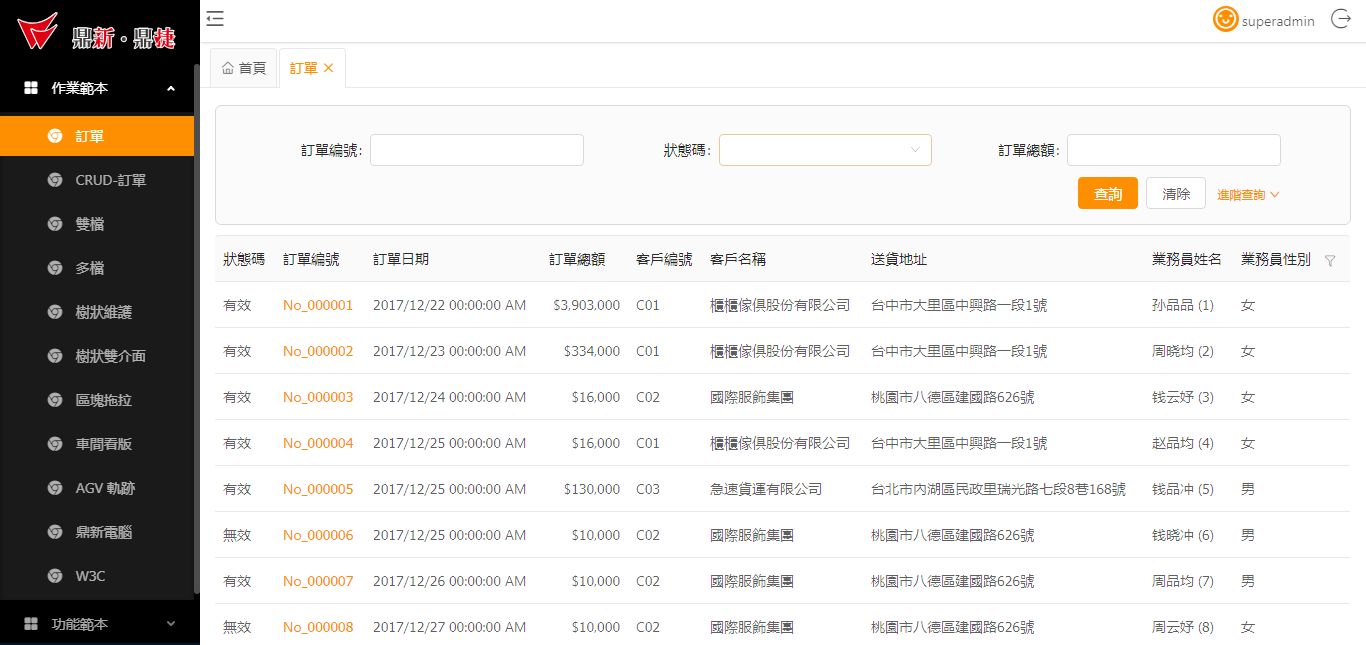 鼎新·鼎捷
superadmin
作業範本
訂單
CRUD-訂單
雙檔
多檔
樹狀維護
樹狀雙介面
區塊拖拉
車間看版
AGV 軌跡
鼎新電腦
W3C
功能範本
首頁 訂單
訂單編號: 狀態碼: 訂單總額:
查詢 清除 進階查詢
狀態碼 訂單編號 訂單日期 訂單總額 客戶編號 客戶名稱 送貨地址 業務員姓名 業務員性別
有效 No_000001 2017/12/22 00:00:00 AM $3,903,000 C01 櫃櫃傢俱股份有限公司 台中市大里區中興路一段1號 孙品品 (1) 女
有效 No_000002 2017/12/23 00:00:00 AM $334,000 C01 櫃櫃傢俱股份有限公司 台中市大里區中興路一段1號 周晓均 (2) 女
有效 No_000003 2017/12/24 00:00:00 AM $16,000 C02 國際服飾集團 桃園市八德區建國路626號 钱云妤 (3) 女
有效 No_000004 2017/12/25 00:00:00 AM $16,000 C01 櫃櫃傢俱股份有限公司 台中市大里區中興路一段1號 赵品均 (4) 女
有效 No_000005 2017/12/25 00:00:00 AM $130,000 C03 急速貨運有限公司 台北市內湖區民政里瑞光路七段8巷168號 钱品冲 (5) 男
無效 No_000006 2017/12/25 00:00:00 AM $10,000 C02 國際服飾集團 桃園市八德區建國路626號 钱晓冲 (6) 男
有效 No_000007 2017/12/26 00:00:00 AM $10,000 C02 國際服飾集團 桃園市八德區建國路626號 周品均 (7) 男
無效 No_000008 2017/12/27 00:00:00 AM $10,000 C02 國際服飾集團 桃園市八德區建國路626號 周云妤 (8) 女